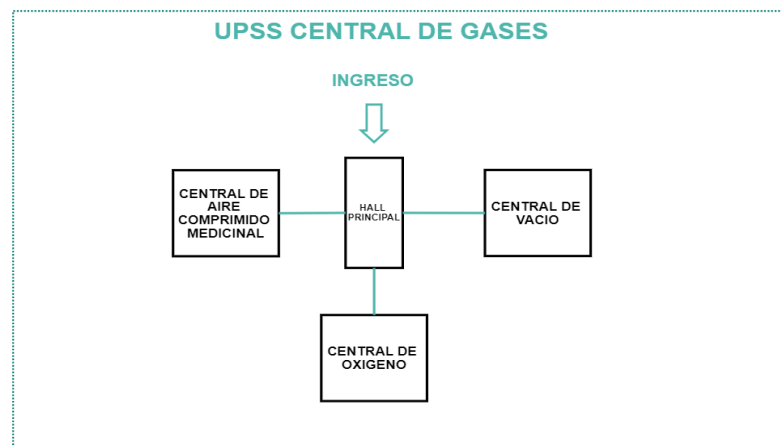 UPSS CENTRAL DE GASES
INGRESO
CENTRAL DE
AIRE
COMPRIMIDO
MEDICINAL
HALL
PRINCIPAL
CENTRAL DE
VACIO
CENTRAL DE
OXIGENO